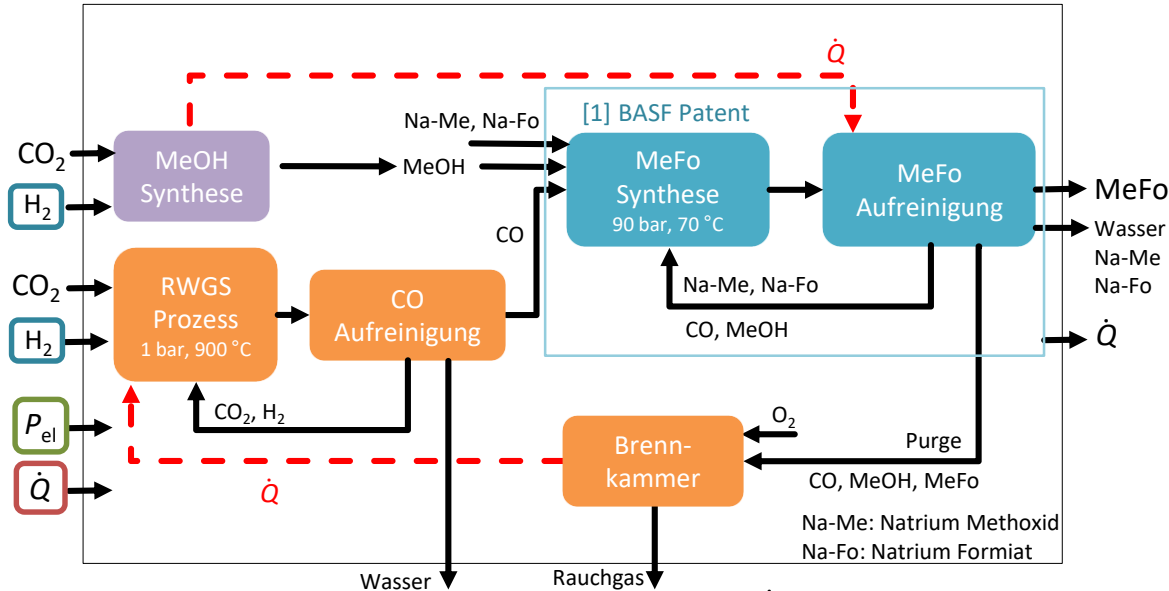 Q̇
[1] BASF Patent
Na-Me, Na-Fo
CO₂
MeOH
Synthese
MeOH
MeFo
Synthese
90 bar, 70 °C
MeFo
Aufreinigung
MeFo
H₂
Wasser
Na-Me
Na-Fo
CO
CO₂
RWGS
Prozess
1 bar, 900 °C
CO
Aufreinigung
Na-Me, Na-Fo
CO, MeOH
H₂
Q̇
CO₂, H₂
P_el
O₂
Brenn-
kammer
Purge
CO, MeOH, MeFo
Q̇
Q̇
Na-Me: Natrium Methoxid
Na-Fo: Natrium Formiat
Wasser
Rauchgas